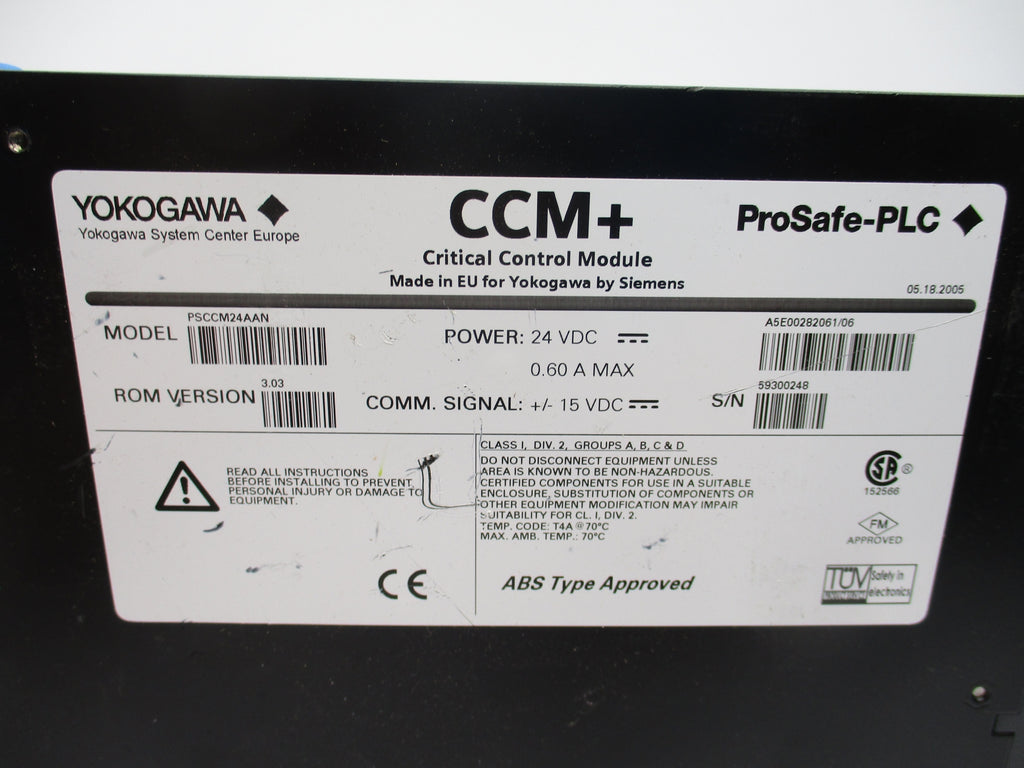 YOKOGAWA
Yokogawa System Center Europe
CCM+
Critical Control Module
Made in EU for Yokogawa by Siemens
ProSafe-PLC
05.18.2005
MODEL
PSCCM24AAN
POWER: 24 VDC
0.60 A MAX
A5E00282061/06
ROM VERSION
3.03
COMM. SIGNAL: +/- 15 VDC
S/N
59300248
READ ALL INSTRUCTIONS
BEFORE INSTALLING TO PREVENT
PERSONAL INJURY OR DAMAGE TO
EQUIPMENT.
CLASS I, DIV. 2, GROUPS A, B, C & D
DO NOT DISCONNECT EQUIPMENT UNLESS
AREA IS KNOWN TO BE NON-HAZARDOUS.
CERTIFIED COMPONENTS FOR USE IN A SUITABLE
ENCLOSURE, SUBSTITUTION OF COMPONENTS OR
OTHER EQUIPMENT MODIFICATION MAY IMPAIR
SUITABILITY FOR CL. I, DIV. 2.
TEMP. CODE: T4A @ 70°C
MAX. AMB. TEMP.: 70°C
SA ®
152566
FM
APPROVED
CE
ABS Type Approved
TÜV
PRODUCT SERVICE
Safety in
electronics